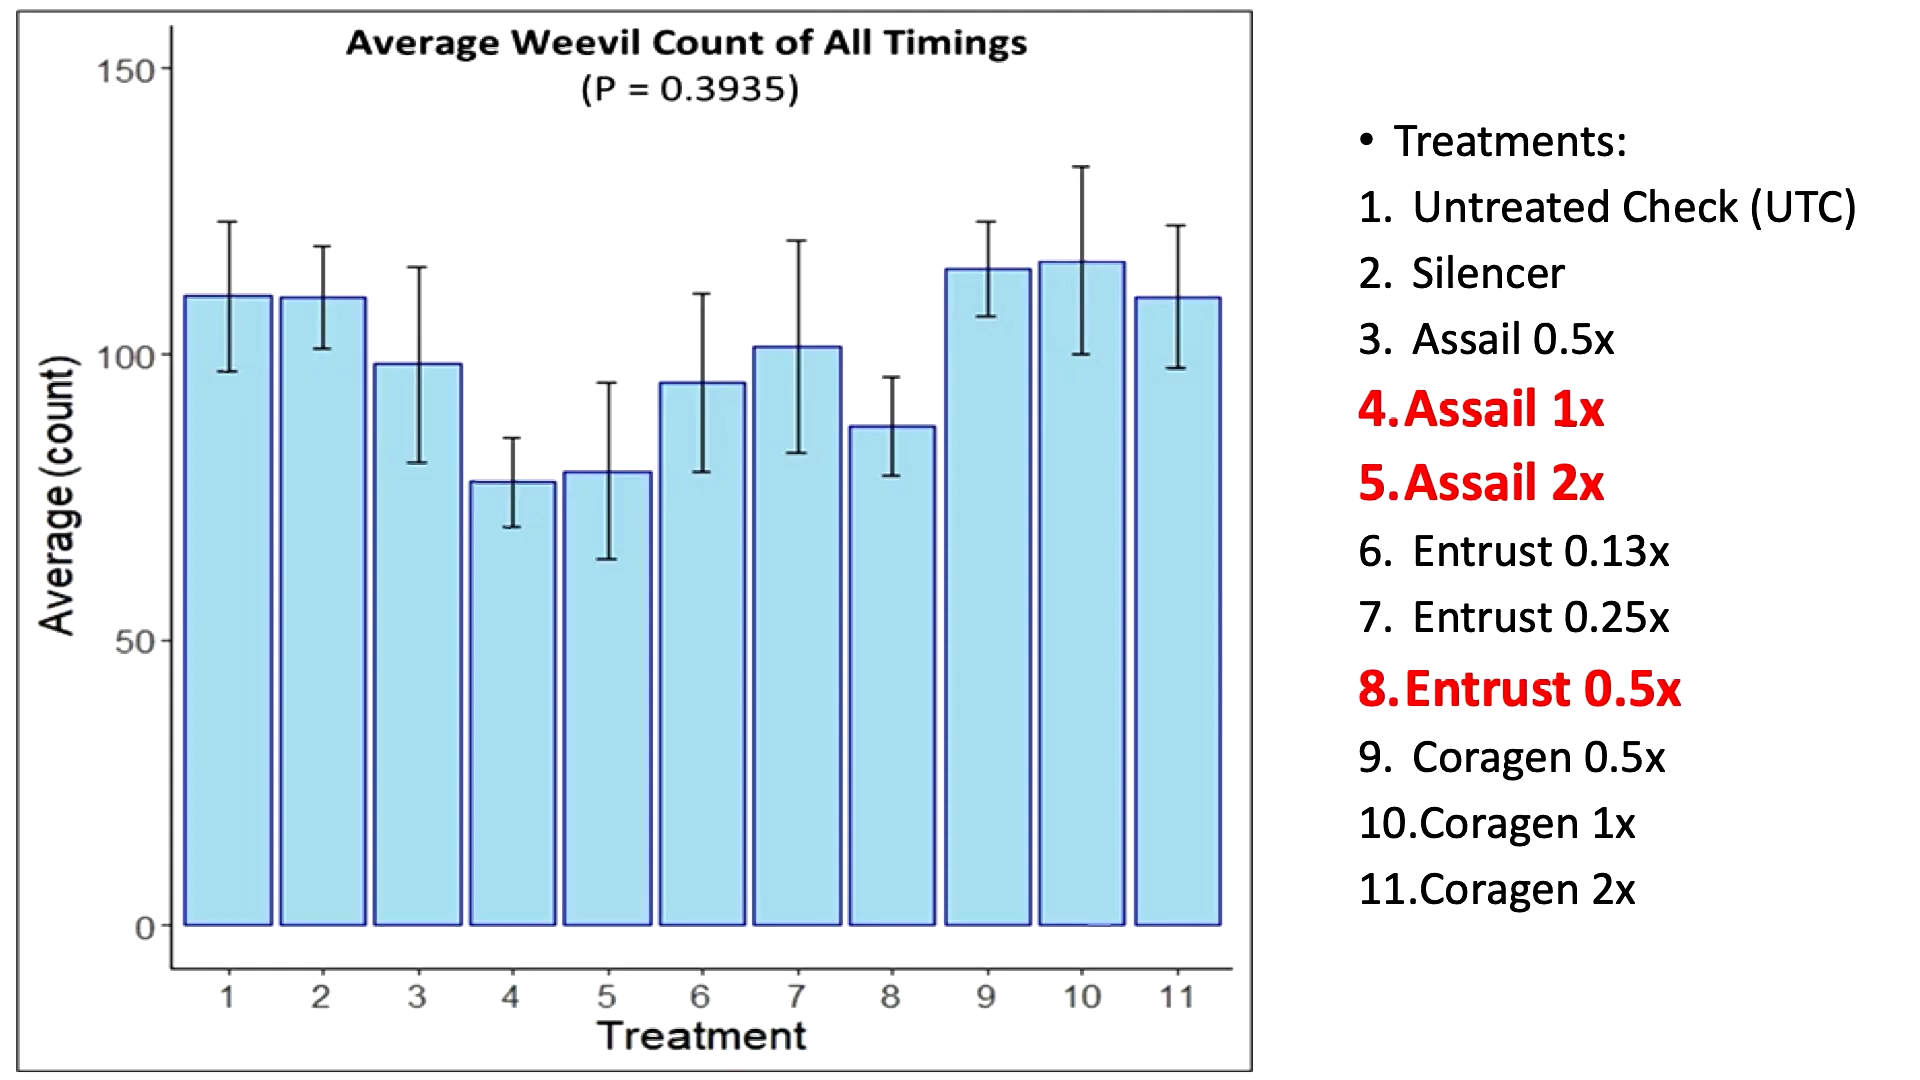 Average Weevil Count of All Timings
(P = 0.3935)
150
100
50
0
Average (count)
1 2 3 4 5 6 7 8 9 10 11
Treatment
• Treatments:
1. Untreated Check (UTC)
2. Silencer
3. Assail 0.5x
4. Assail 1x
5. Assail 2x
6. Entrust 0.13x
7. Entrust 0.25x
8. Entrust 0.5x
9. Coragen 0.5x
10. Coragen 1x
11. Coragen 2x